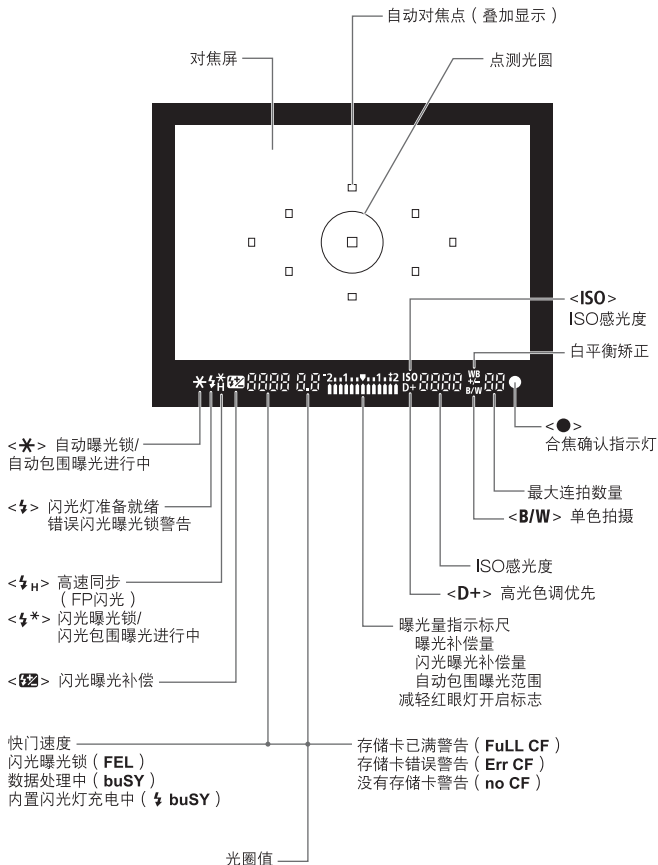 自动对焦点（叠加显示）
对焦屏
点测光圆
<ISO>
ISO感光度
白平衡矫正
-2..1..▼..1..+2 ISO D+ WB +/- B/W
<●>
合焦确认指示灯
<✱> 自动曝光锁/
自动包围曝光进行中
最大连拍数量
<B/W> 单色拍摄
<⚡> 闪光灯准备就绪
错误闪光曝光锁警告
ISO感光度
<D+> 高光色调优先
<⚡H> 高速同步
（FP闪光）
<⚡*> 闪光曝光锁/
闪光包围曝光进行中
曝光量指示标尺
曝光补偿量
闪光曝光补偿量
自动包围曝光范围
减轻红眼灯开启标志
<⚡±> 闪光曝光补偿
快门速度
闪光曝光锁（FEL）
数据处理中（buSY）
内置闪光灯充电中（⚡ buSY）
存储卡已满警告（FuLL CF）
存储卡错误警告（Err CF）
没有存储卡警告（no CF）
光圈值